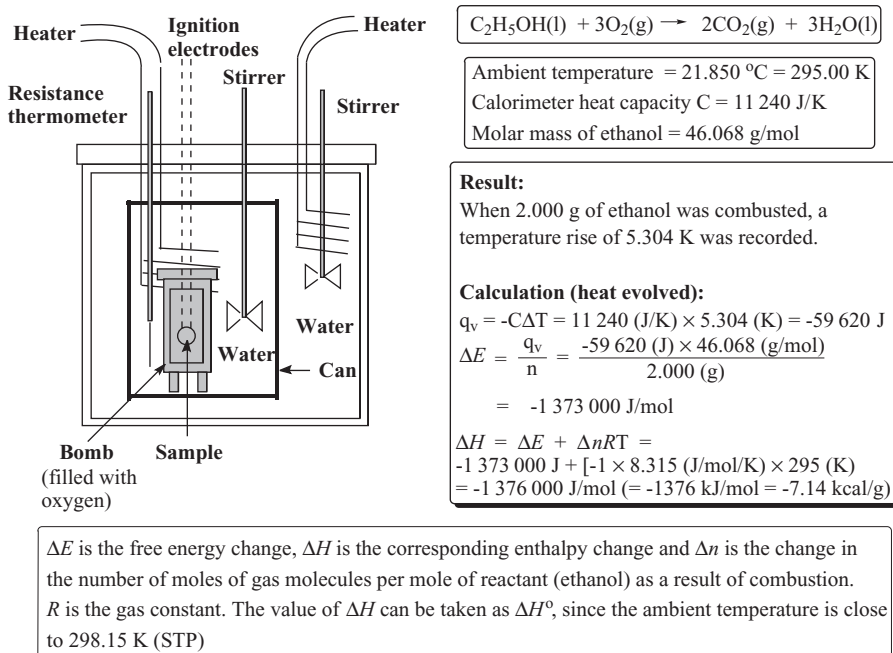 Heater
Ignition
electrodes
Heater
Stirrer
Resistance
thermometer
Stirrer
Water
Water
Can
Bomb
(filled with
oxygen)
Sample
C₂H₅OH(l) + 3O₂(g) → 2CO₂(g) + 3H₂O(l)
Ambient temperature = 21.850 °C = 295.00 K
Calorimeter heat capacity C = 11 240 J/K
Molar mass of ethanol = 46.068 g/mol
Result:
When 2.000 g of ethanol was combusted, a
temperature rise of 5.304 K was recorded.
Calculation (heat evolved):
qᵥ = -CΔT = 11 240 (J/K) × 5.304 (K) = -59 620 J
ΔE = qᵥ/n = -59 620 (J) × 46.068 (g/mol)/2.000 (g)
= -1 373 000 J/mol
ΔH = ΔE + ΔnRT =
-1 373 000 J + [-1 × 8.315 (J/mol/K) × 295 (K)
= -1 376 000 J/mol (= -1376 kJ/mol = -7.14 kcal/g)
ΔE is the free energy change, ΔH is the corresponding enthalpy change and Δn is the change in
the number of moles of gas molecules per mole of reactant (ethanol) as a result of combustion.
R is the gas constant. The value of ΔH can be taken as ΔH°, since the ambient temperature is close
to 298.15 K (STP)